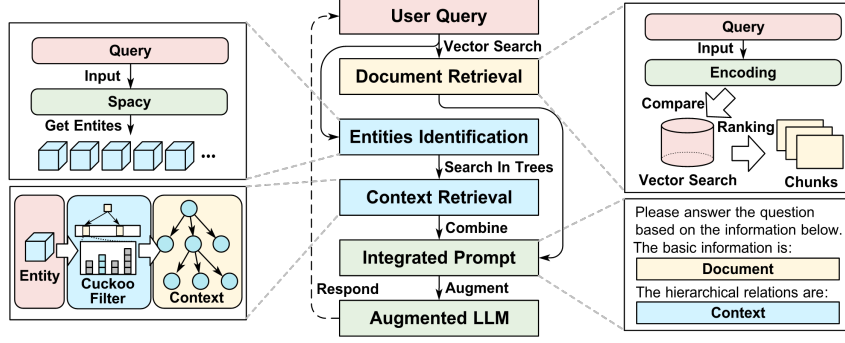 Query
Input
Spacy
Get Entites
...
Entity
Cuckoo
Filter
Context
User Query
Vector Search
Document Retrieval
Entities Identification
Search In Trees
Context Retrieval
Combine
Integrated Prompt
Respond
Augment
Augmented LLM
Query
Input
Encoding
Compare
Ranking
Vector Search
Chunks
Please answer the question
based on the information below.
The basic information is:
Document
The hierarchical relations are:
Context